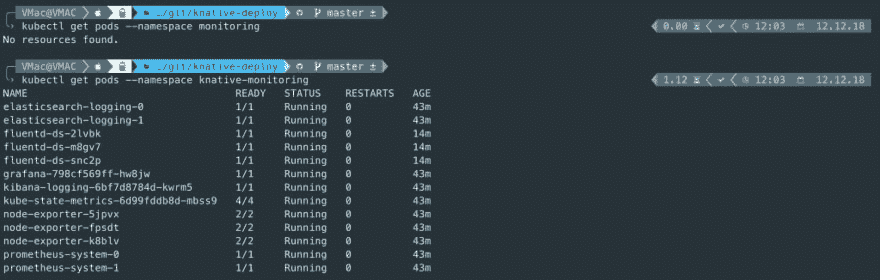 VMac@VMAC ../git/knative-deploy master ±
kubectl get pods --namespace monitoring 0.00 12:03 12.12.18
No resources found.
VMac@VMAC ../git/knative-deploy master ±
kubectl get pods --namespace knative-monitoring 1.12 12:03 12.12.18
NAME READY STATUS RESTARTS AGE
elasticsearch-logging-0 1/1 Running 0 43m
elasticsearch-logging-1 1/1 Running 0 43m
fluentd-ds-2lvbk 1/1 Running 0 14m
fluentd-ds-m8gv7 1/1 Running 0 14m
fluentd-ds-snc2p 1/1 Running 0 14m
grafana-798cf569ff-hw8jw 1/1 Running 0 43m
kibana-logging-6bf7d8784d-kwrm5 1/1 Running 0 43m
kube-state-metrics-6d99fddb8d-mbss9 4/4 Running 0 43m
node-exporter-5jpvx 2/2 Running 0 43m
node-exporter-fpsdt 2/2 Running 0 43m
node-exporter-k8blv 2/2 Running 0 43m
prometheus-system-0 1/1 Running 0 43m
prometheus-system-1 1/1 Running 0 43m